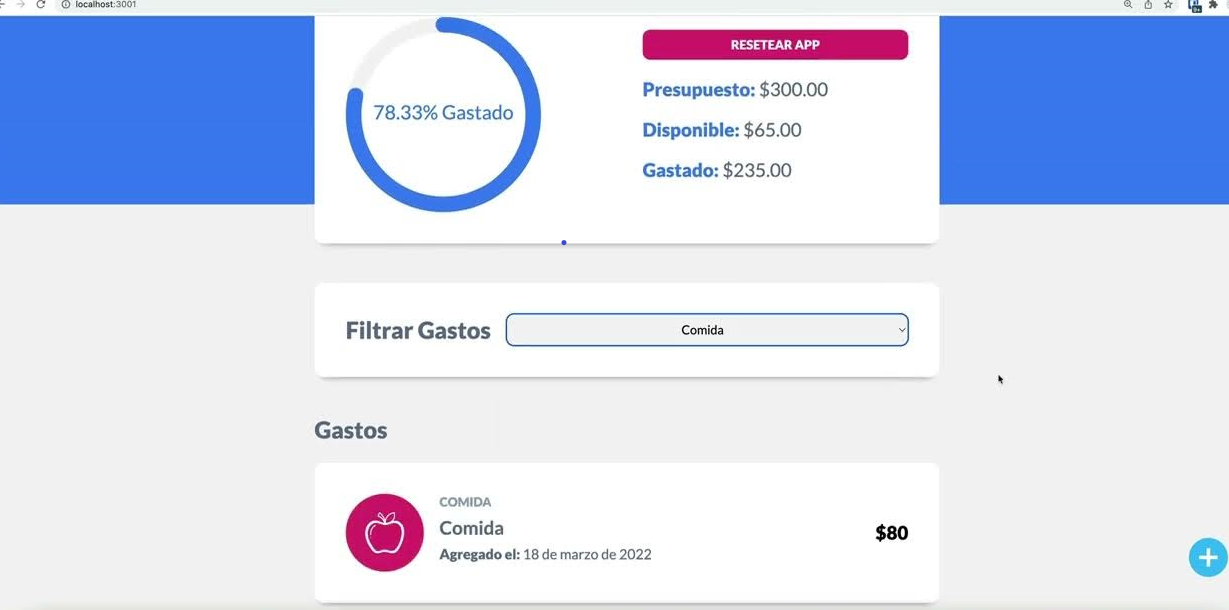 localhost:3001
RESETEAR APP
78.33% Gastado
Presupuesto: $300.00
Disponible: $65.00
Gastado: $235.00
Filtrar Gastos
Comida
Gastos
COMIDA
Comida
$80
Agregado el: 18 de marzo de 2022